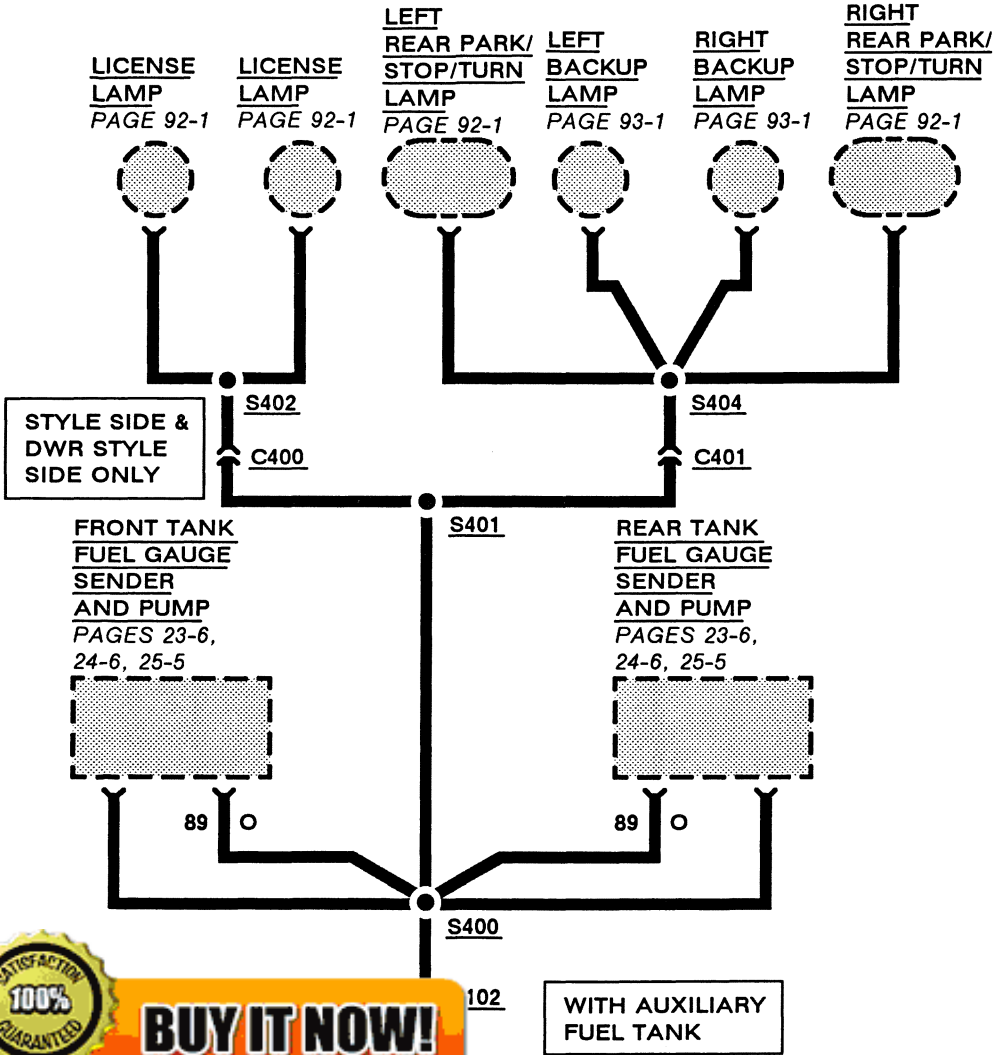 LICENSE
LAMP
PAGE 92-1
LICENSE
LAMP
PAGE 92-1
LEFT
REAR PARK/
STOP/TURN
LAMP
PAGE 92-1
LEFT
BACKUP
LAMP
PAGE 93-1
RIGHT
BACKUP
LAMP
PAGE 93-1
RIGHT
REAR PARK/
STOP/TURN
LAMP
PAGE 92-1
S402
S404
STYLE SIDE &
DWR STYLE
SIDE ONLY
C400
C401
S401
FRONT TANK
FUEL GAUGE
SENDER
AND PUMP
PAGES 23-6,
24-6, 25-5
REAR TANK
FUEL GAUGE
SENDER
AND PUMP
PAGES 23-6,
24-6, 25-5
89 O
89 O
S400
102
WITH AUXILIARY
FUEL TANK
SATISFACTION
100%
GUARANTEED
BUY IT NOW!